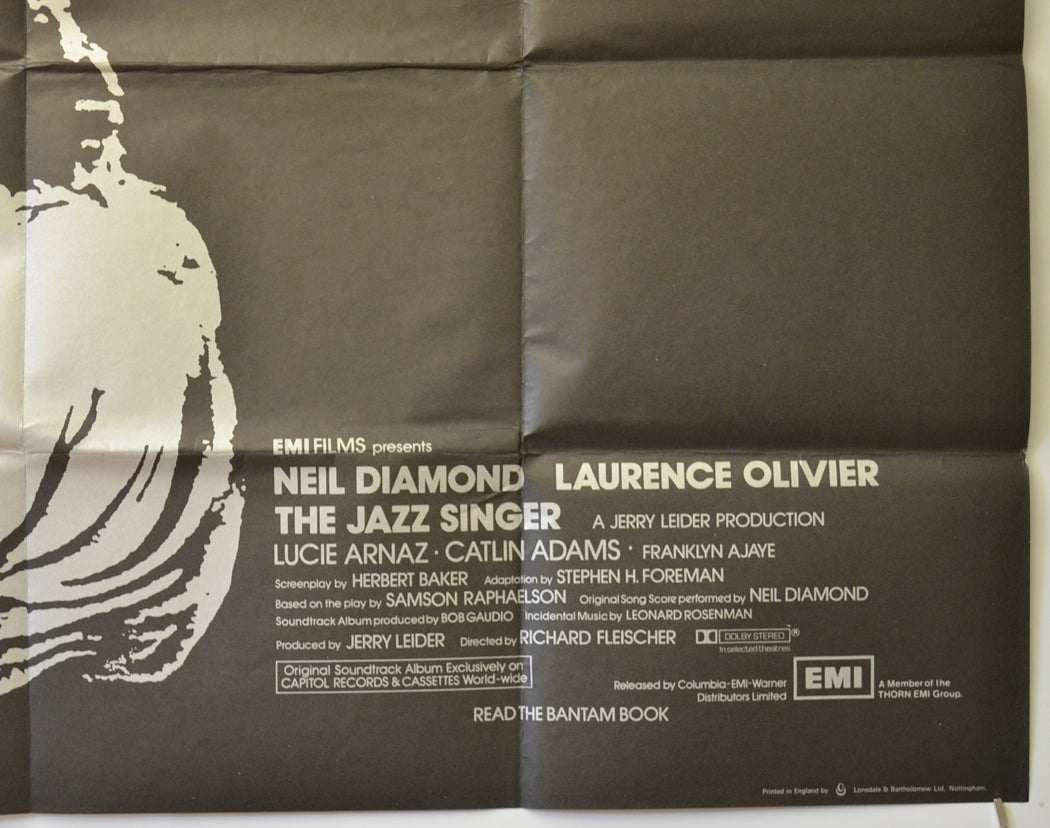 EMI FILMS presents
NEIL DIAMOND LAURENCE OLIVIER
THE JAZZ SINGER A JERRY LEIDER PRODUCTION
LUCIE ARNAZ · CATLIN ADAMS · FRANKLYN AJAYE
Screenplay by HERBERT BAKER Adaptation by STEPHEN H. FOREMAN
Based on the play by SAMSON RAPHAELSON Original Song Score performed by NEIL DIAMOND
Soundtrack Album produced by BOB GAUDIO Incidental Music by LEONARD ROSENMAN
Produced by JERRY LEIDER Directed by RICHARD FLEISCHER DOLBY STEREO ®
In selected theatres
Original Soundtrack Album Exclusively on
CAPITOL RECORDS & CASSETTES World-wide
Released by Columbia-EMI-Warner
Distributors Limited
EMI
A Member of the
THORN EMI Group.
READ THE BANTAM BOOK
Printed in England by Lonsdale & Bartholomew Ltd. Nottingham.